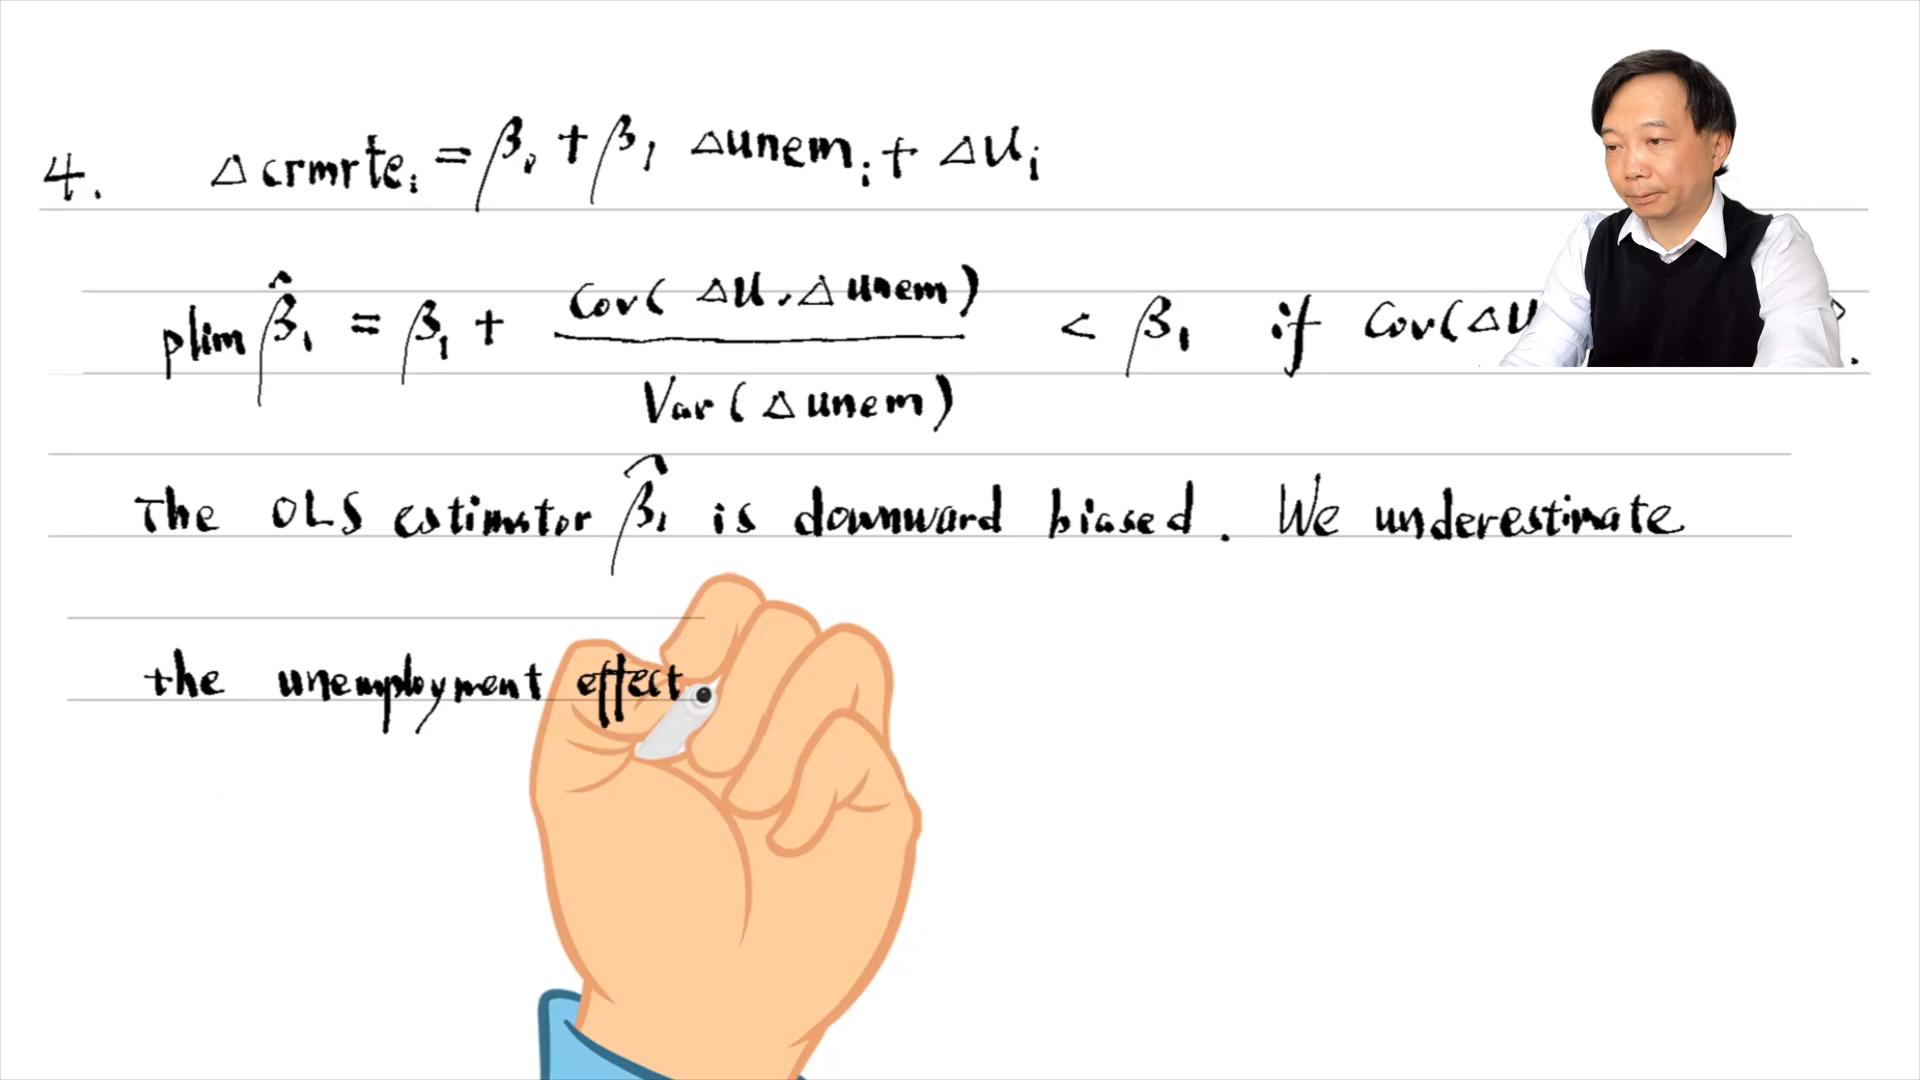 4. Δcrmrteᵢ = β₀ + β₁ Δunemᵢ + Δuᵢ
plim β̂₁ = β₁ + Cov(Δu, Δunem) / Var(Δunem) < β₁ if Cov(Δu
The OLS estimator β̂₁ is downward biased. We underestimate
the unemployment effect